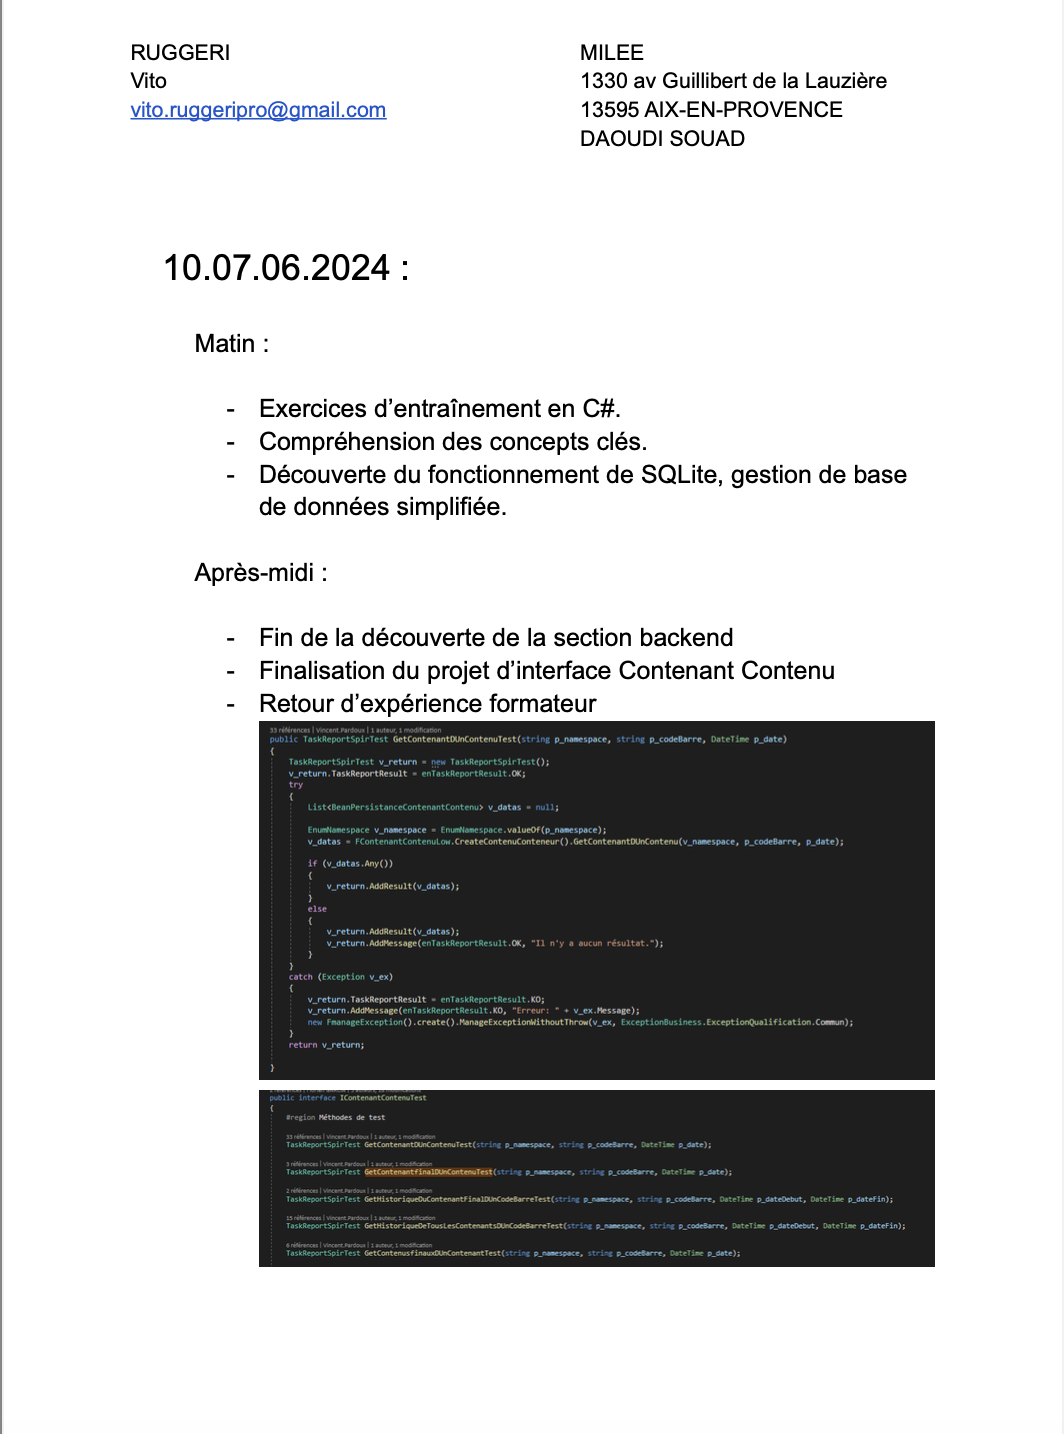 RUGGERI
Vito
vito.ruggeripro@gmail.com
MILEE
1330 av Guillibert de la Lauzière
13595 AIX-EN-PROVENCE
DAOUDI SOUAD
10.07.06.2024 :
Matin :
- Exercices d’entraînement en C#.
- Compréhension des concepts clés.
- Découverte du fonctionnement de SQLite, gestion de base
de données simplifiée.
Après-midi :
- Fin de la découverte de la section backend
- Finalisation du projet d’interface Contenant Contenu
- Retour d’expérience formateur
33 références | Vincent.Pardoux | 1 auteur, 1 modification
public TaskReportSpirTest GetContenantDUnContenuTest(string p_namespace, string p_codeBarre, DateTime p_date)
{
TaskReportSpirTest v_return = new TaskReportSpirTest();
v_return.TaskReportResult = enTaskReportResult.OK;
try
{
List<BeanPersistanceContenantContenu> v_datas = null;
EnumNamespace v_namespace = EnumNamespace.valueOf(p_namespace);
v_datas = FContenantContenuLow.CreateContenuConteneur().GetContenantDUnContenu(v_namespace, p_codeBarre, p_date);
if (v_datas.Any())
{
v_return.AddResult(v_datas);
}
else
{
v_return.AddResult(v_datas);
v_return.AddMessage(enTaskReportResult.OK, "Il n'y a aucun résultat.");
}
}
catch (Exception v_ex)
{
v_return.TaskReportResult = enTaskReportResult.KO;
v_return.AddMessage(enTaskReportResult.KO, "Erreur: " + v_ex.Message);
new FmanageException().create().ManageExceptionWithoutThrow(v_ex, ExceptionBusiness.ExceptionQualification.Commun);
}
return v_return;
}
public interface IContenantContenuTest
{
#region Méthodes de test
33 références | Vincent.Pardoux | 1 auteur, 1 modification
TaskReportSpirTest GetContenantDUnContenuTest(string p_namespace, string p_codeBarre, DateTime p_date);
3 références | Vincent.Pardoux | 1 auteur, 1 modification
TaskReportSpirTest GetContenantfinalDUnContenuTest(string p_namespace, string p_codeBarre, DateTime p_date);
2 références | Vincent.Pardoux | 1 auteur, 1 modification
TaskReportSpirTest GetHistoriqueDuContenantFinalDUnCodeBarreTest(string p_namespace, string p_codeBarre, DateTime p_dateDebut, DateTime p_dateFin);
15 références | Vincent.Pardoux | 1 auteur, 1 modification
TaskReportSpirTest GetHistoriqueDeTousLesContenantsDUnCodeBarreTest(string p_namespace, string p_codeBarre, DateTime p_dateDebut, DateTime p_dateFin);
6 références | Vincent.Pardoux | 1 auteur, 1 modification
TaskReportSpirTest GetContenusfinauxDUnContenantTest(string p_namespace, string p_codeBarre, DateTime p_date);